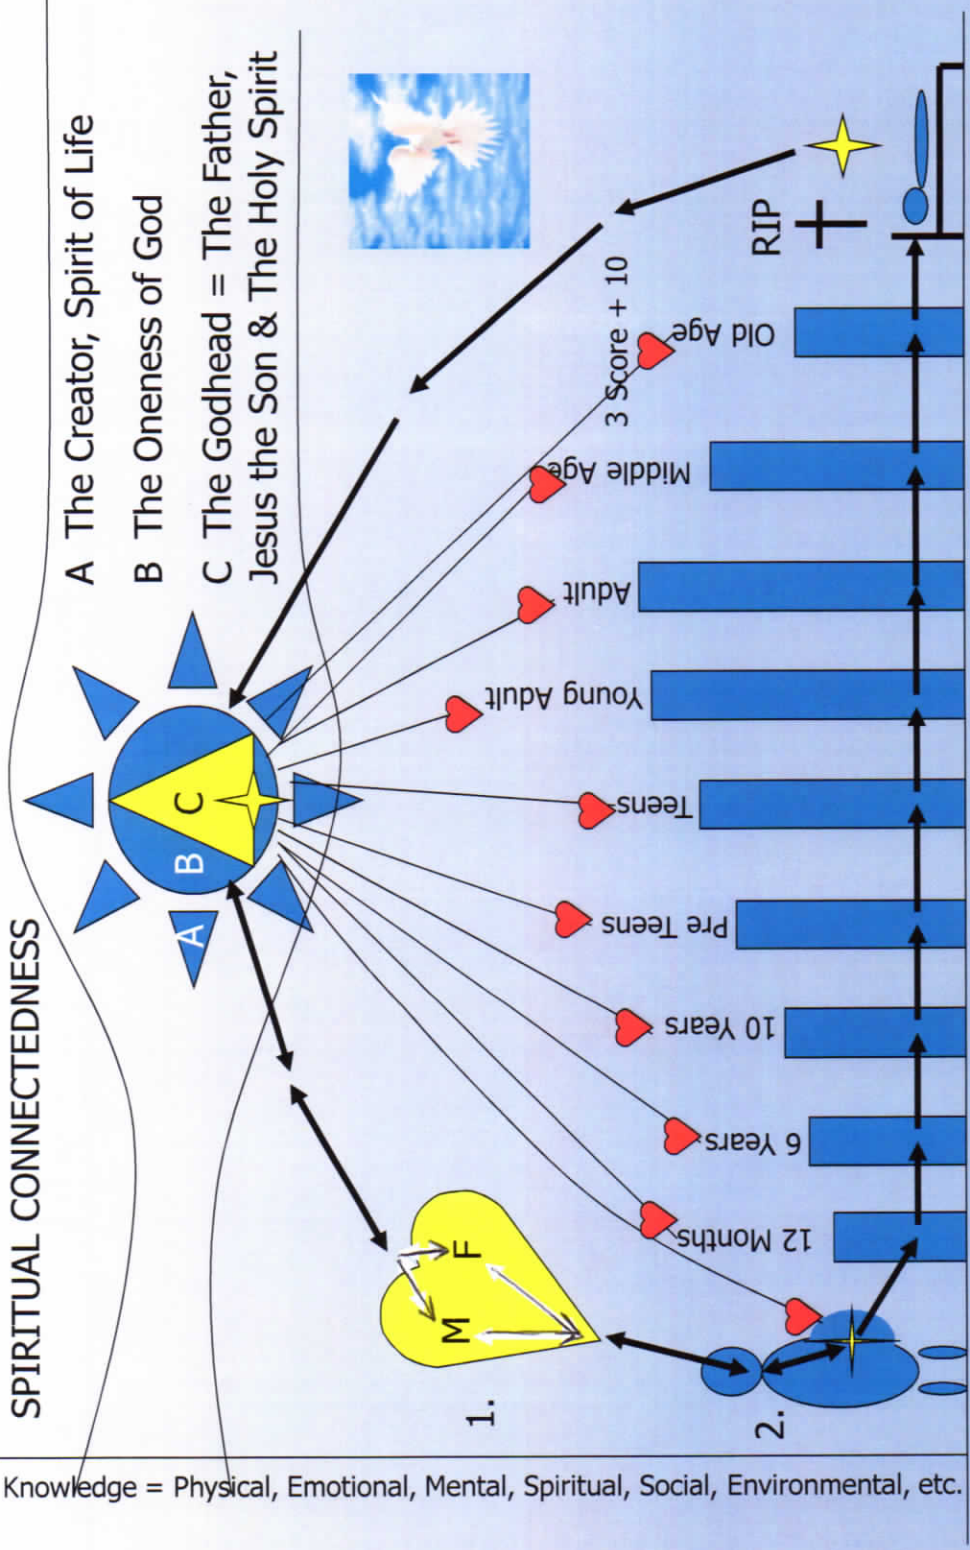 SPIRITUAL CONNECTEDNESS
A The Creator, Spirit of Life
B The Oneness of God
C The Godhead = The Father,
Jesus the Son & The Holy Spirit
A
B
C
1.
M
F
2.
12 Months
6 Years
10 Years
Pre Teens
Teens
Young Adult
Adult
Middle Age
Old Age
3 Score + 10
RIP
Knowledge = Physical, Emotional, Mental, Spiritual, Social, Environmental, etc.